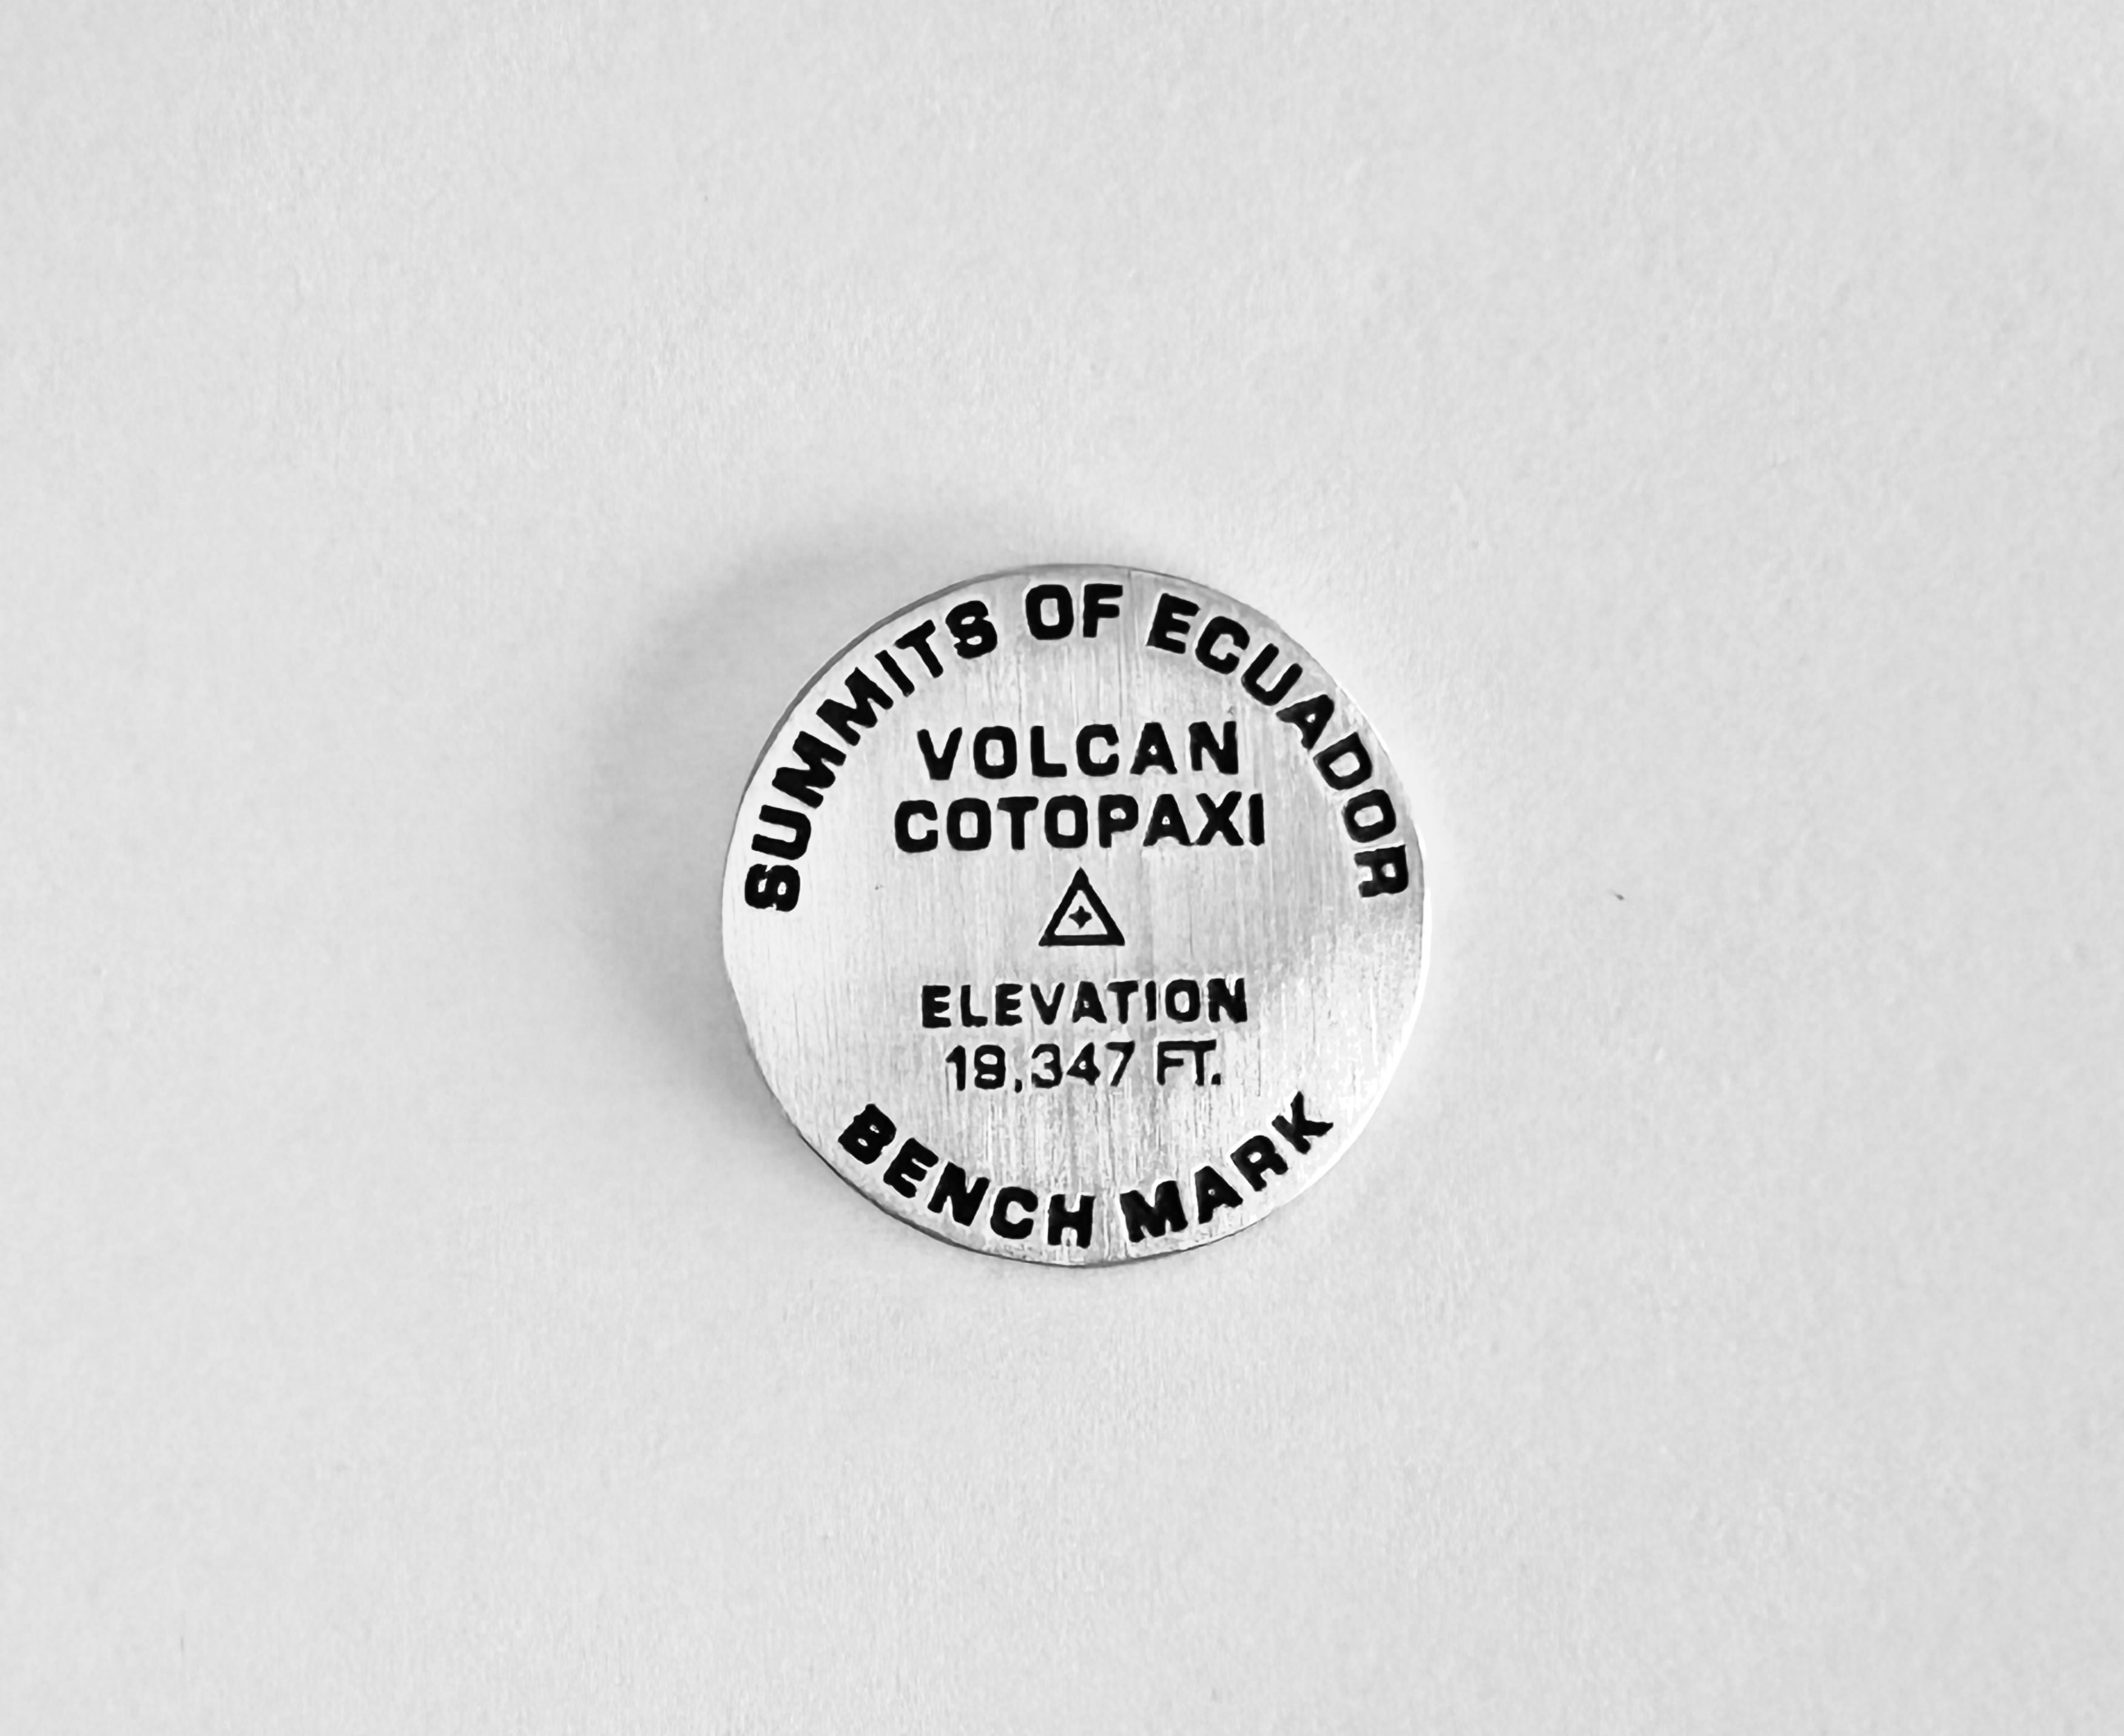 SUMMITS OF ECUADOR
VOLCAN
COTOPAXI
ELEVATION
19,347 FT.
BENCH MARK